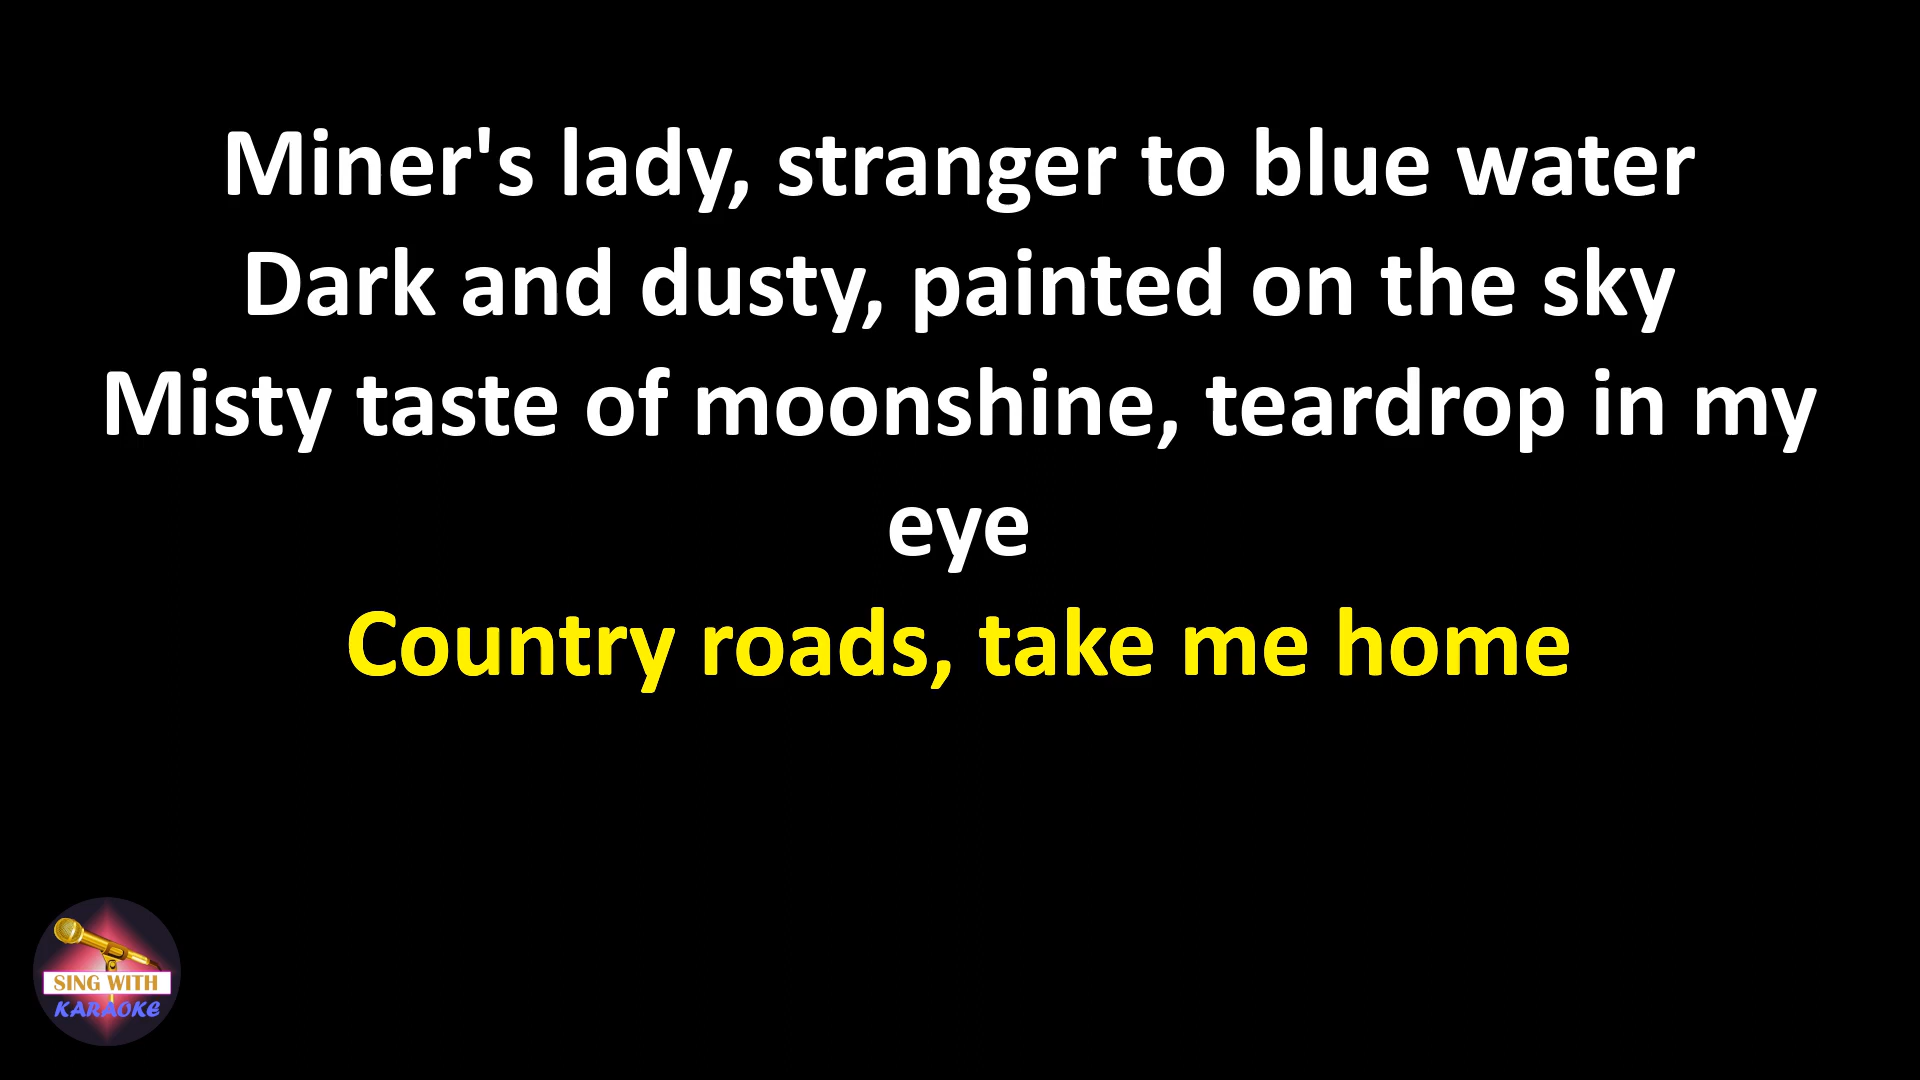 Miner's lady, stranger to blue water
Dark and dusty, painted on the sky
Misty taste of moonshine, teardrop in my
eye
Country roads, take me home
SING WITH
KARAOKE